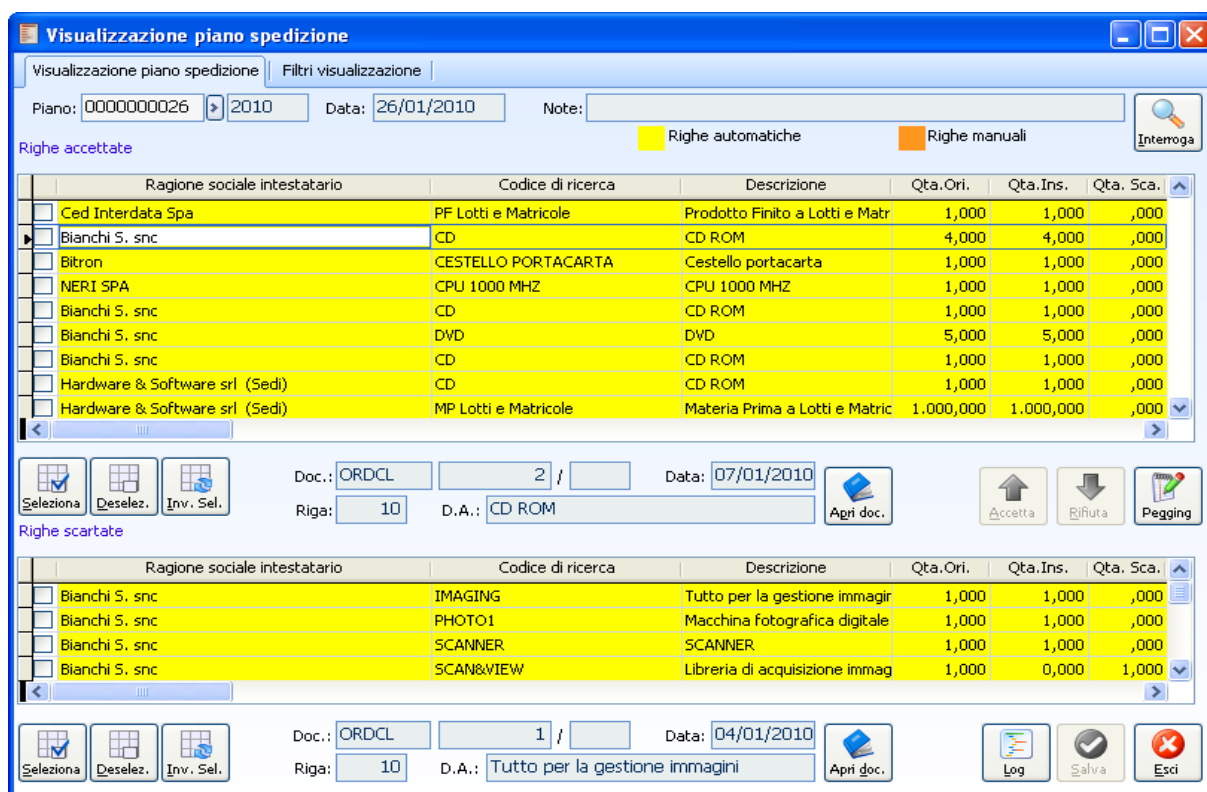 Visualizzazione piano spedizione
Visualizzazione piano spedizione Filtri visualizzazione
Piano: 0000000026 2010 Data: 26/01/2010 Note:
Righe automatiche Righe manuali Interroga
Righe accettate
Ragione sociale intestatario Codice di ricerca Descrizione Qta.Ori. Qta.Ins. Qta. Sca.
Ced Interdata Spa PF Lotti e Matricole Prodotto Finito a Lotti e Matr 1,000 1,000 ,000
Bianchi S. snc CD CD ROM 4,000 4,000 ,000
Bitron CESTELLO PORTACARTA Cestello portacarta 1,000 1,000 ,000
NERI SPA CPU 1000 MHZ CPU 1000 MHZ 1,000 1,000 ,000
Bianchi S. snc CD CD ROM 1,000 1,000 ,000
Bianchi S. snc DVD DVD 5,000 5,000 ,000
Bianchi S. snc CD CD ROM 1,000 1,000 ,000
Hardware & Software srl (Sedi) CD CD ROM 1,000 1,000 ,000
Hardware & Software srl (Sedi) MP Lotti e Matricole Materia Prima a Lotti e Matric 1.000,000 1.000,000 ,000
Doc.: ORDCL 2 / Data: 07/01/2010
Seleziona Deselez. Inv. Sel. Riga: 10 D.A.: CD ROM Apri doc. Accetta Rifiuta Pegging
Righe scartate
Ragione sociale intestatario Codice di ricerca Descrizione Qta.Ori. Qta.Ins. Qta. Sca.
Bianchi S. snc IMAGING Tutto per la gestione immagir 1,000 1,000 ,000
Bianchi S. snc PHOTO1 Macchina fotografica digitale 1,000 1,000 ,000
Bianchi S. snc SCANNER SCANNER 1,000 1,000 ,000
Bianchi S. snc SCAN&VIEW Libreria di acquisizione immag 1,000 0,000 1,000
Doc.: ORDCL 1 / Data: 04/01/2010
Seleziona Deselez. Inv. Sel. Riga: 10 D.A.: Tutto per la gestione immagini Apri doc. Log Salva Esci